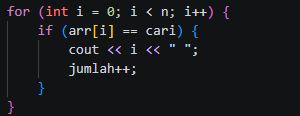 for (int i = 0; i < n; i++) {
    if (arr[i] == cari) {
        cout << i << " ";
        jumlah++;
    }
}